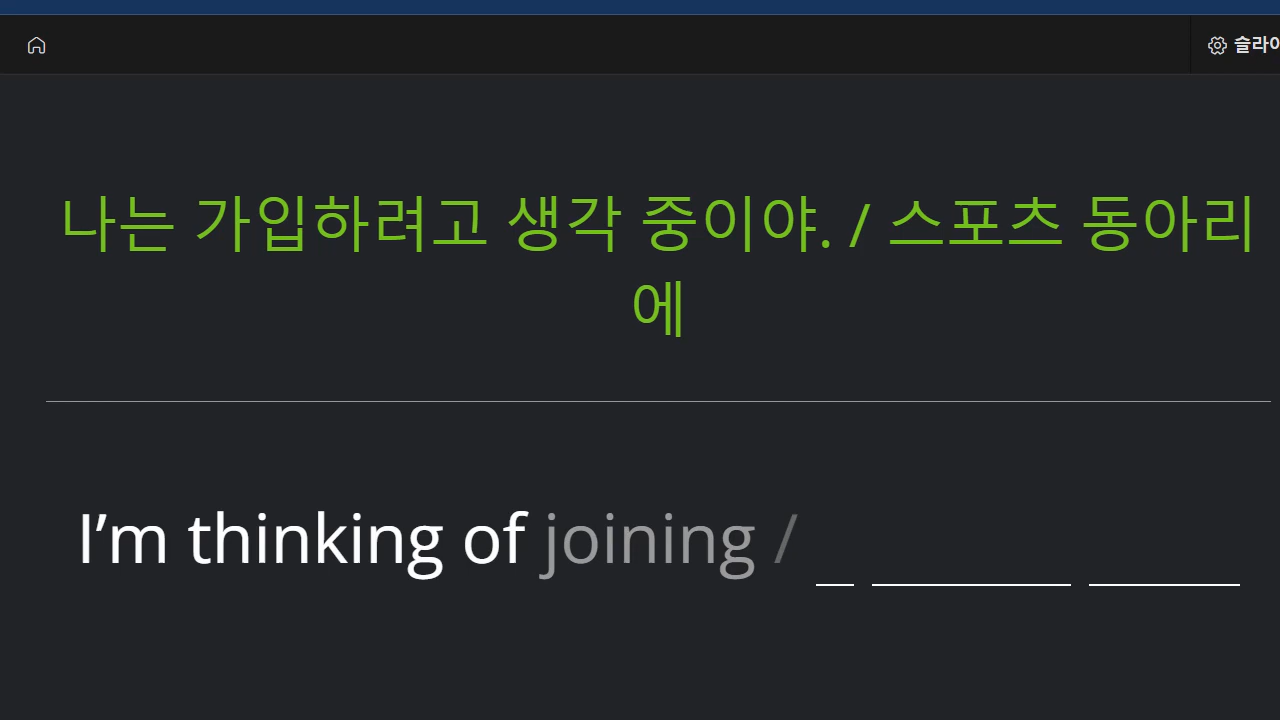 슬라이
나는 가입하려고 생각 중이야. / 스포츠 동아리
에
I’m thinking of joining /